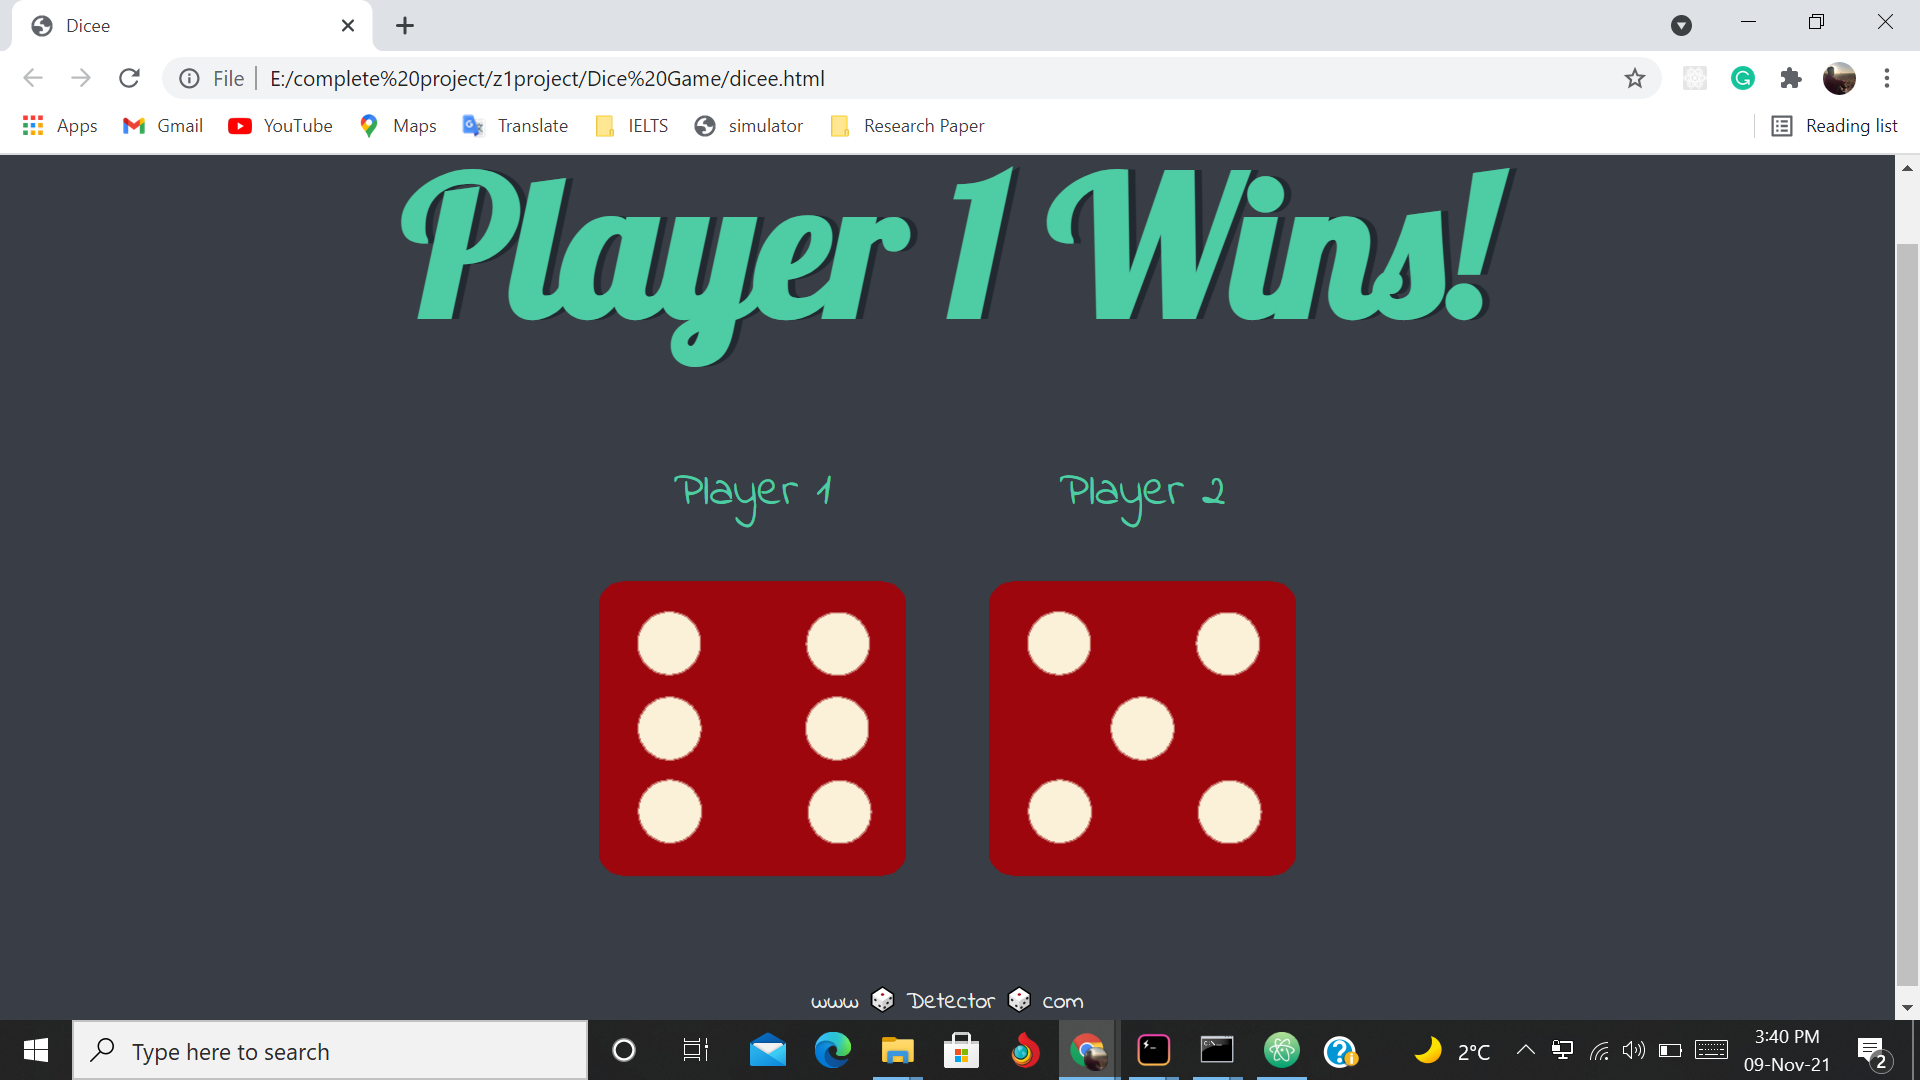 Dicee
File E:/complete%20project/z1project/Dice%20Game/dicee.html
Apps Gmail YouTube Maps Translate IELTS simulator Research Paper Reading list
Player 1 Wins!
Player 1 Player 2
www Detector com
Type here to search 2°C 3:40 PM
09-Nov-21 2